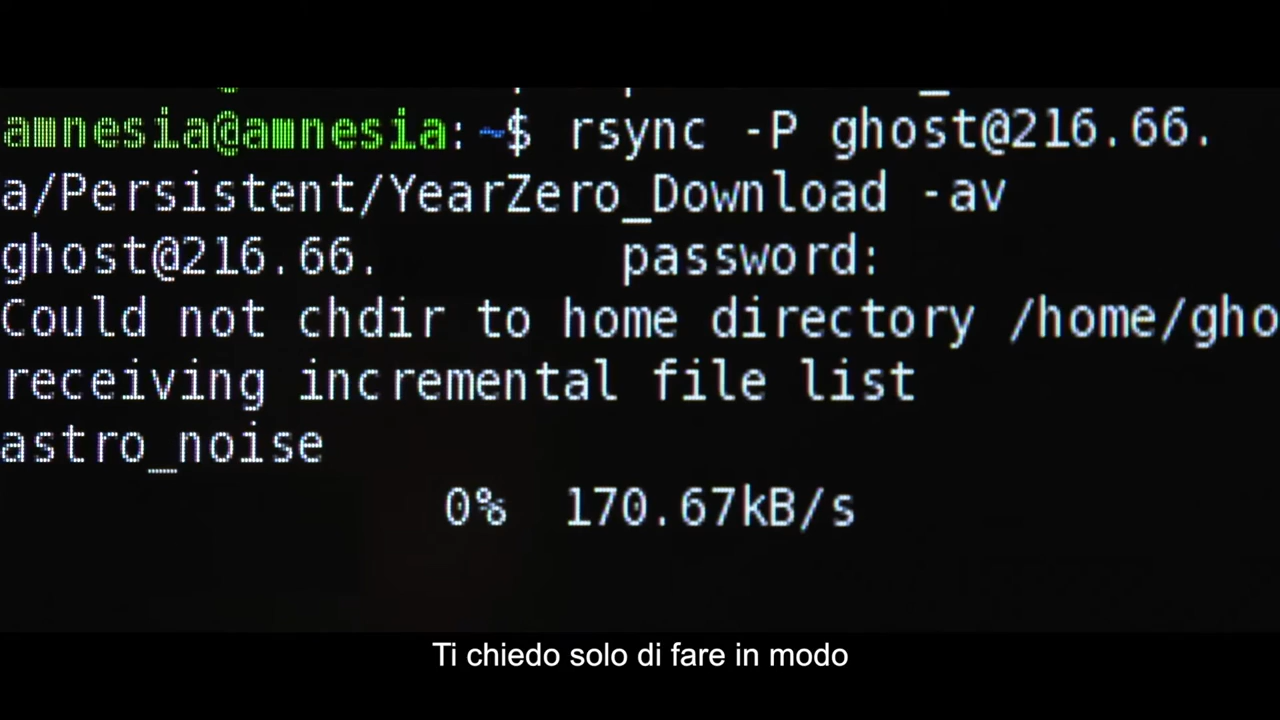 amnesia@amnesia:~$ rsync -P ghost@216.66.
a/Persistent/YearZero_Download -av
ghost@216.66. password:
Could not chdir to home directory /home/gho
receiving incremental file list
astro_noise
0% 170.67kB/s
Ti chiedo solo di fare in modo